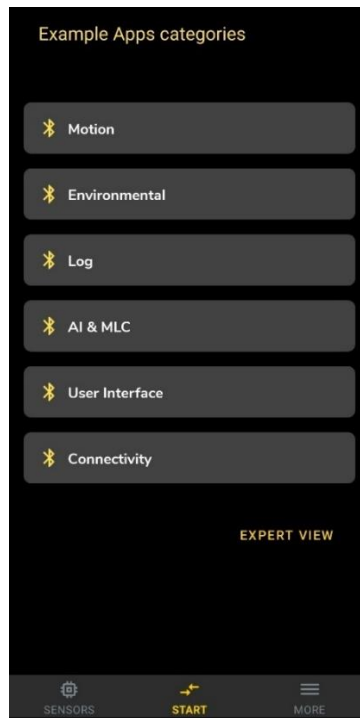 Example Apps categories
Motion
Environmental
Log
AI & MLC
User Interface
Connectivity
EXPERT VIEW
SENSORS
START
MORE